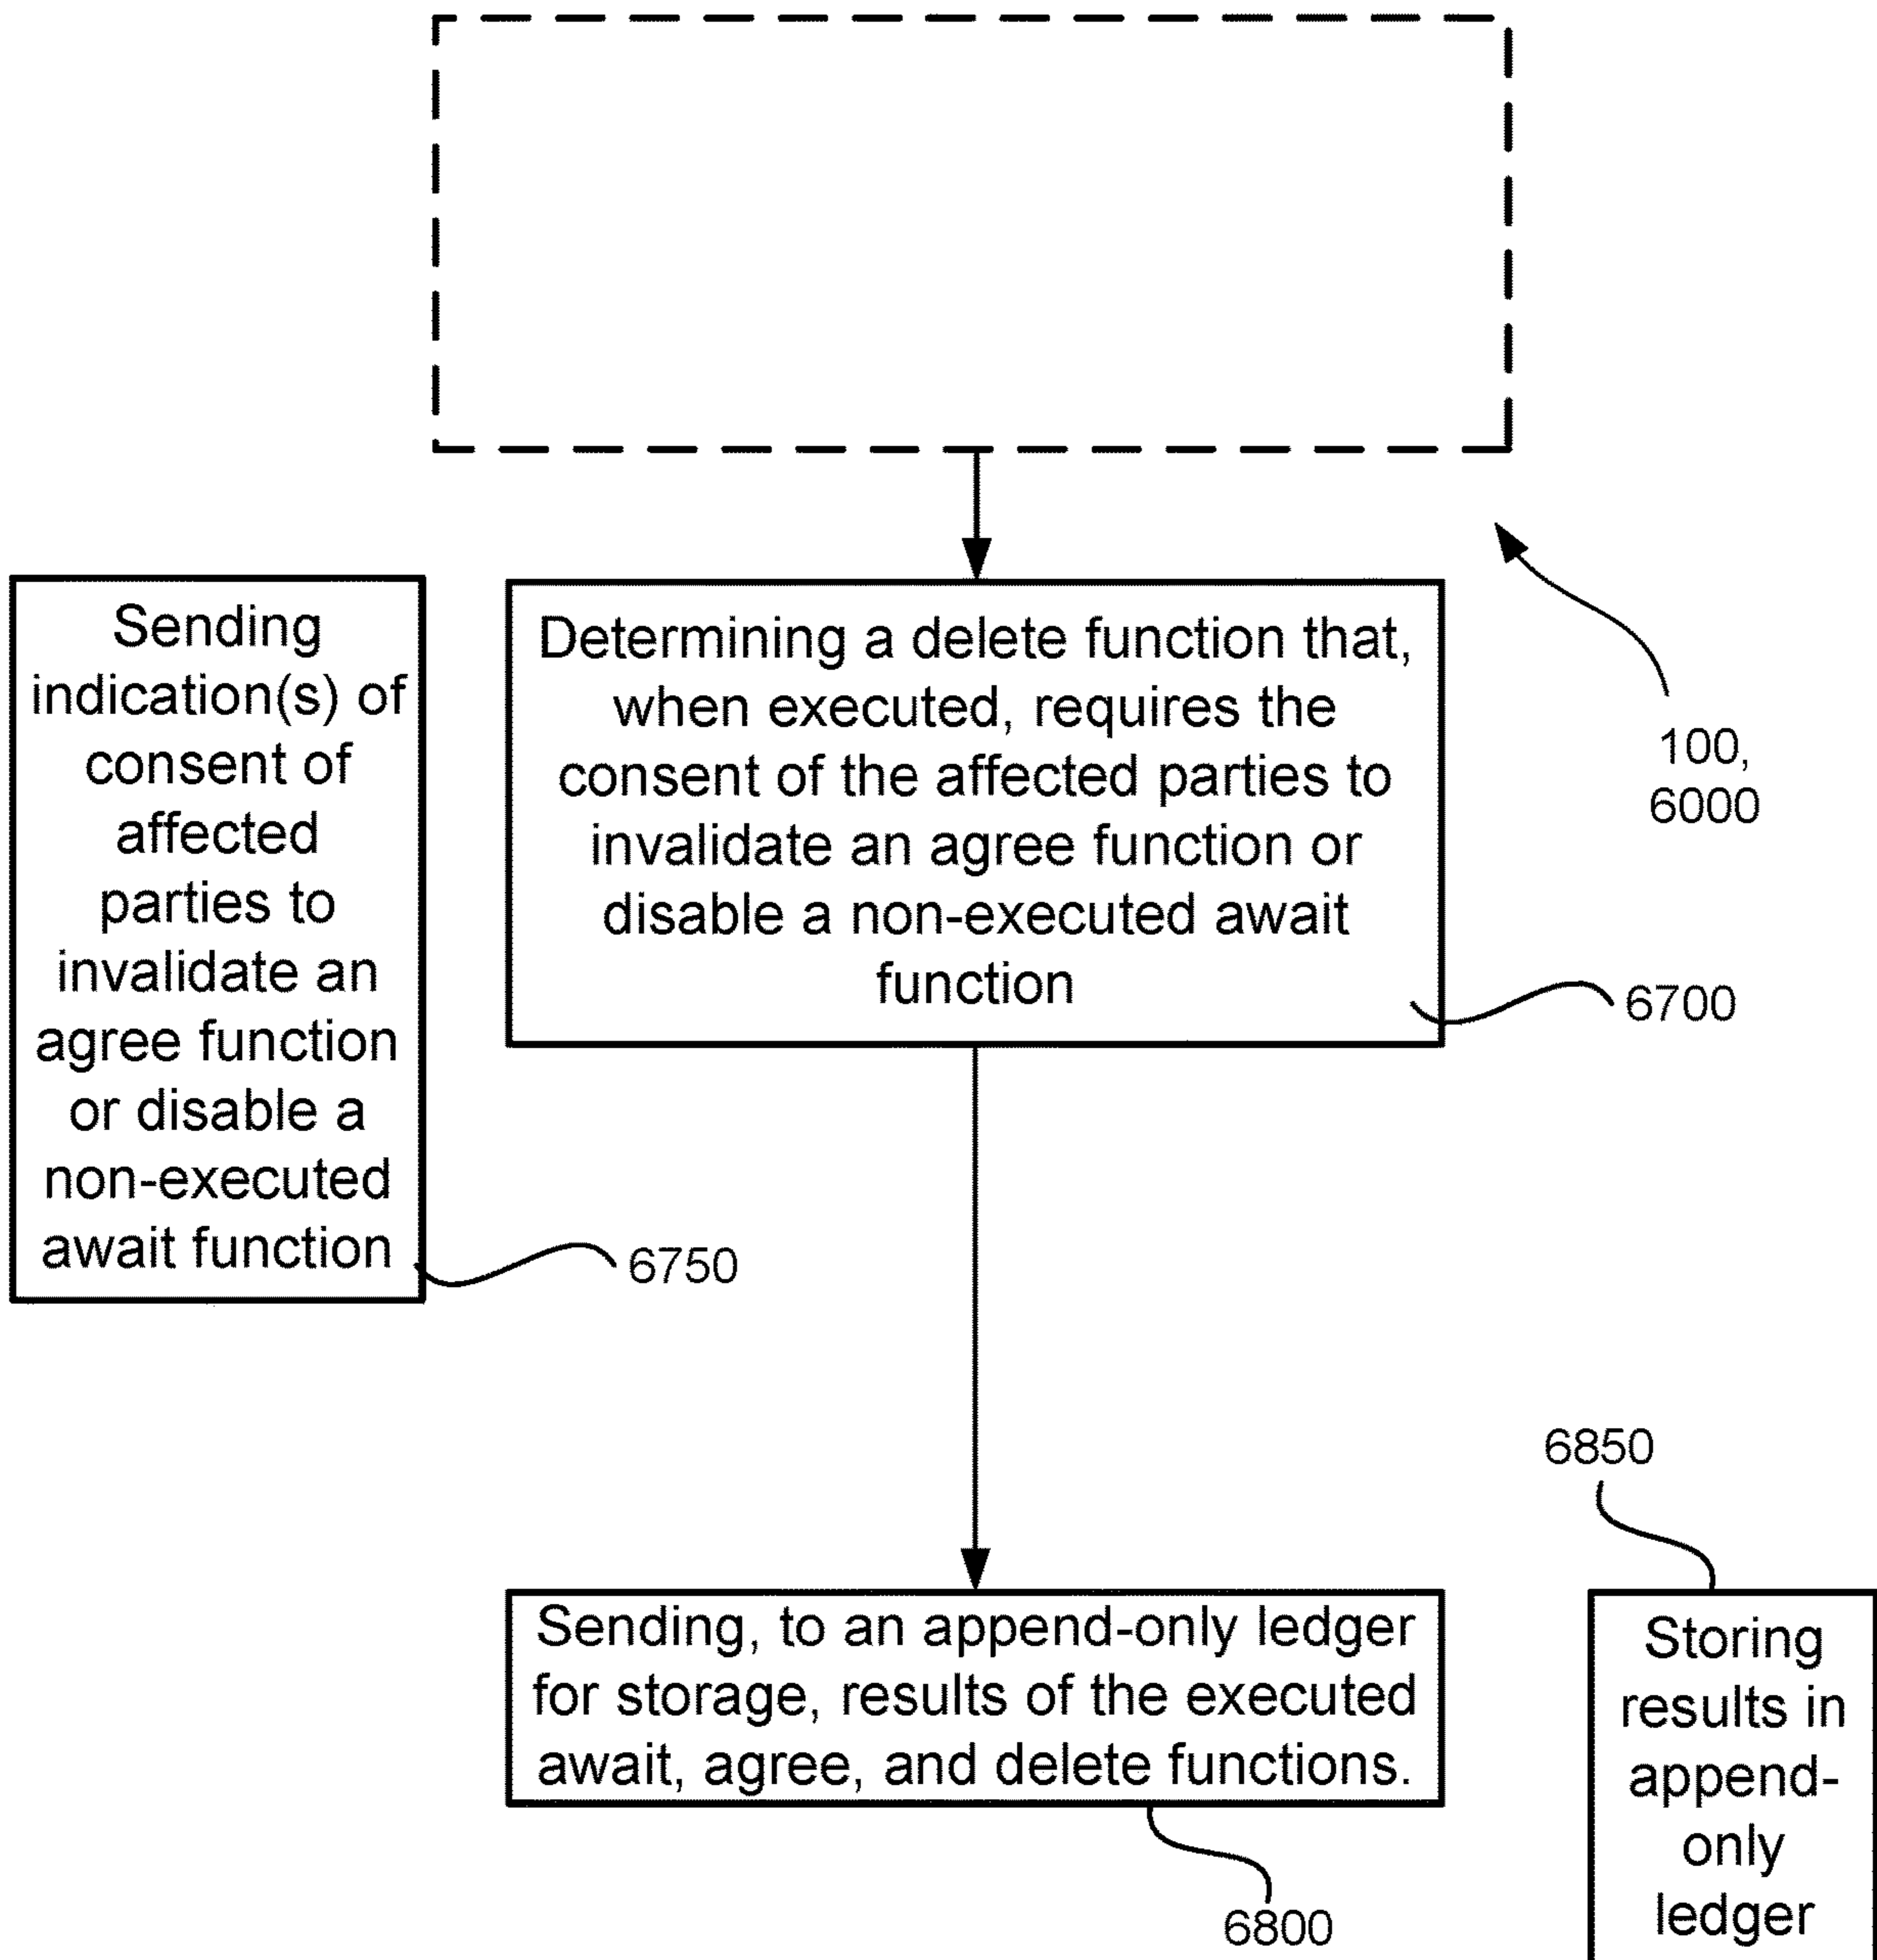 Sending
indication(s) of
consent of
affected
parties to
invalidate an
agree function
or disable a
non-executed
await function
6750
Determining a delete function that,
when executed, requires the
consent of the affected parties to
invalidate an agree function or
disable a non-executed await
function
6700
100,
6000
Sending, to an append-only ledger
for storage, results of the executed
await, agree, and delete functions.
6800
6850
Storing
results in
append-
only
ledger